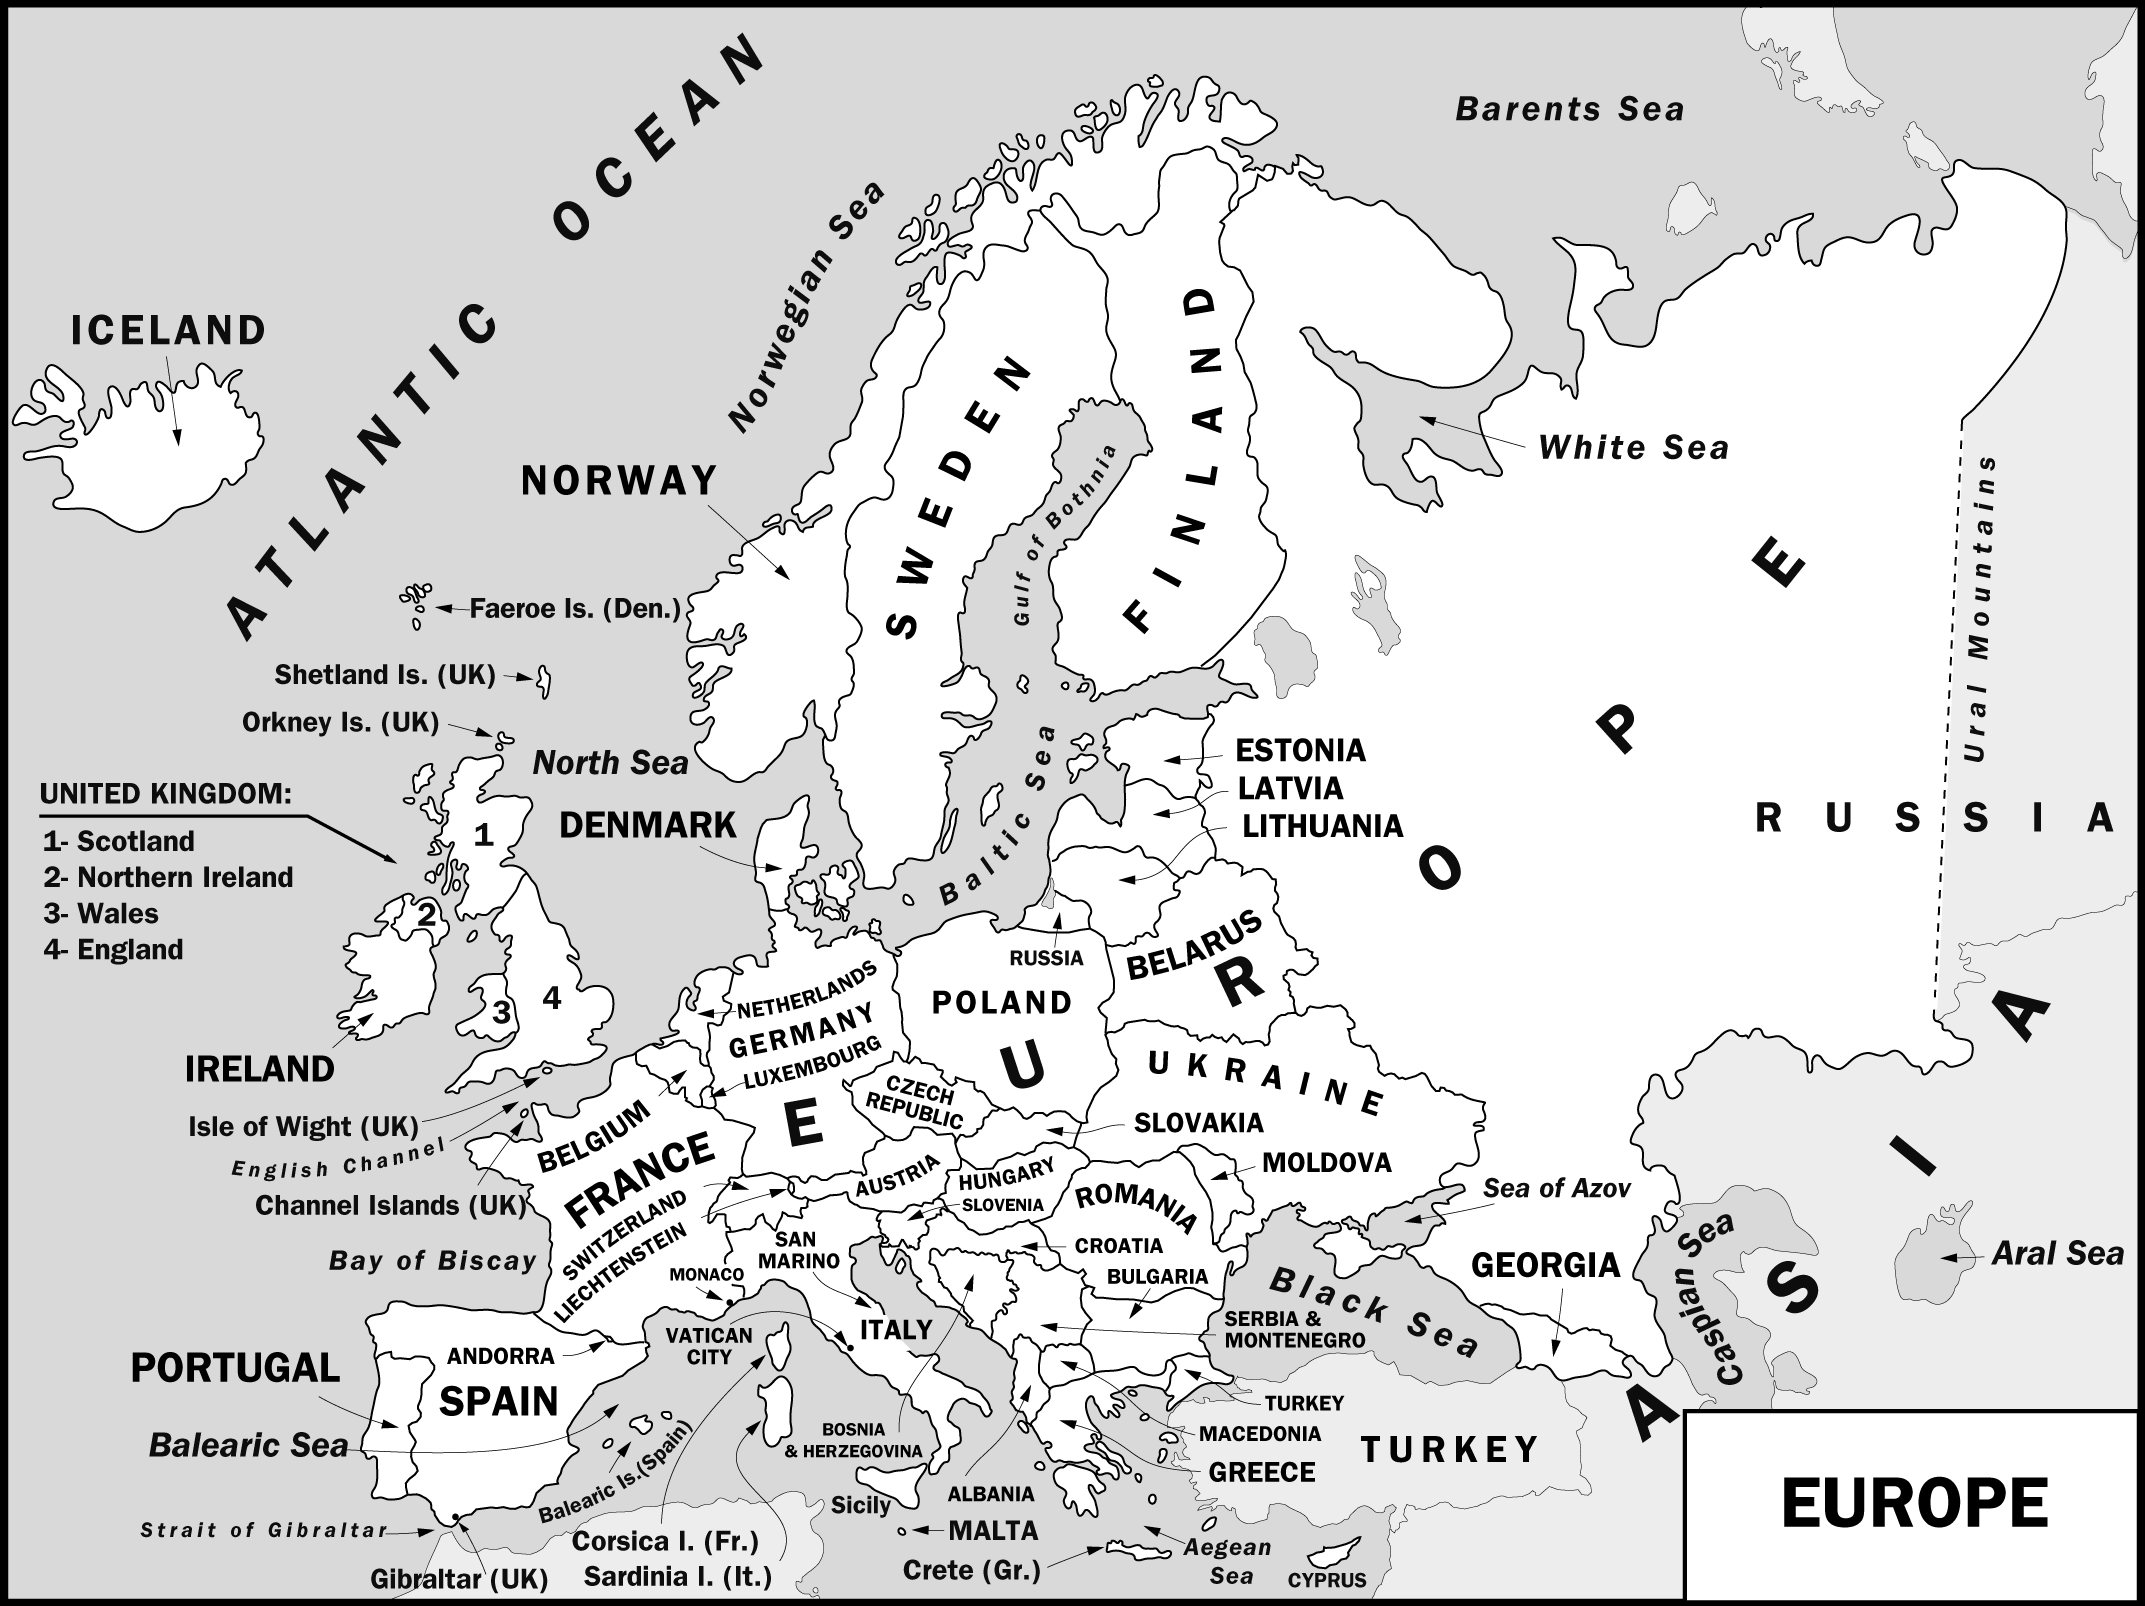 ATLANTIC OCEAN
Barents Sea
Norwegian Sea
ICELAND
NORWAY
SWEDEN
FINLAND
Gulf of Bothnia
White Sea
Ural Mountains
Faeroe Is. (Den.)
Shetland Is. (UK)
Orkney Is. (UK)
North Sea
Baltic Sea
UNITED KINGDOM:
1- Scotland
2- Northern Ireland
3- Wales
4- England
1
2
3
4
DENMARK
ESTONIA
LATVIA
LITHUANIA
RUSSIA
RUSSIA
EUROPE
ASIA
BELARUS
POLAND
NETHERLANDS
GERMANY
LUXEMBOURG
IRELAND
Isle of Wight (UK)
English Channel
Channel Islands (UK)
BELGIUM
FRANCE
SWITZERLAND
LIECHTENSTEIN
CZECH
REPUBLIC
UKRAINE
SLOVAKIA
MOLDOVA
AUSTRIA
HUNGARY
SLOVENIA
ROMANIA
CROATIA
BULGARIA
SERBIA &
MONTENEGRO
Sea of Azov
GEORGIA
Black Sea
Caspian Sea
Aral Sea
Bay of Biscay
MONACO
SAN
MARINO
VATICAN
CITY
ITALY
ANDORRA
PORTUGAL
SPAIN
Balearic Sea
Balearic Is.(Spain)
Strait of Gibraltar
Gibraltar (UK)
Corsica I. (Fr.)
Sardinia I. (It.)
BOSNIA
& HERZEGOVINA
Sicily
ALBANIA
MALTA
Crete (Gr.)
TURKEY
MACEDONIA
GREECE
TURKEY
Aegean
Sea
CYPRUS
EUROPE